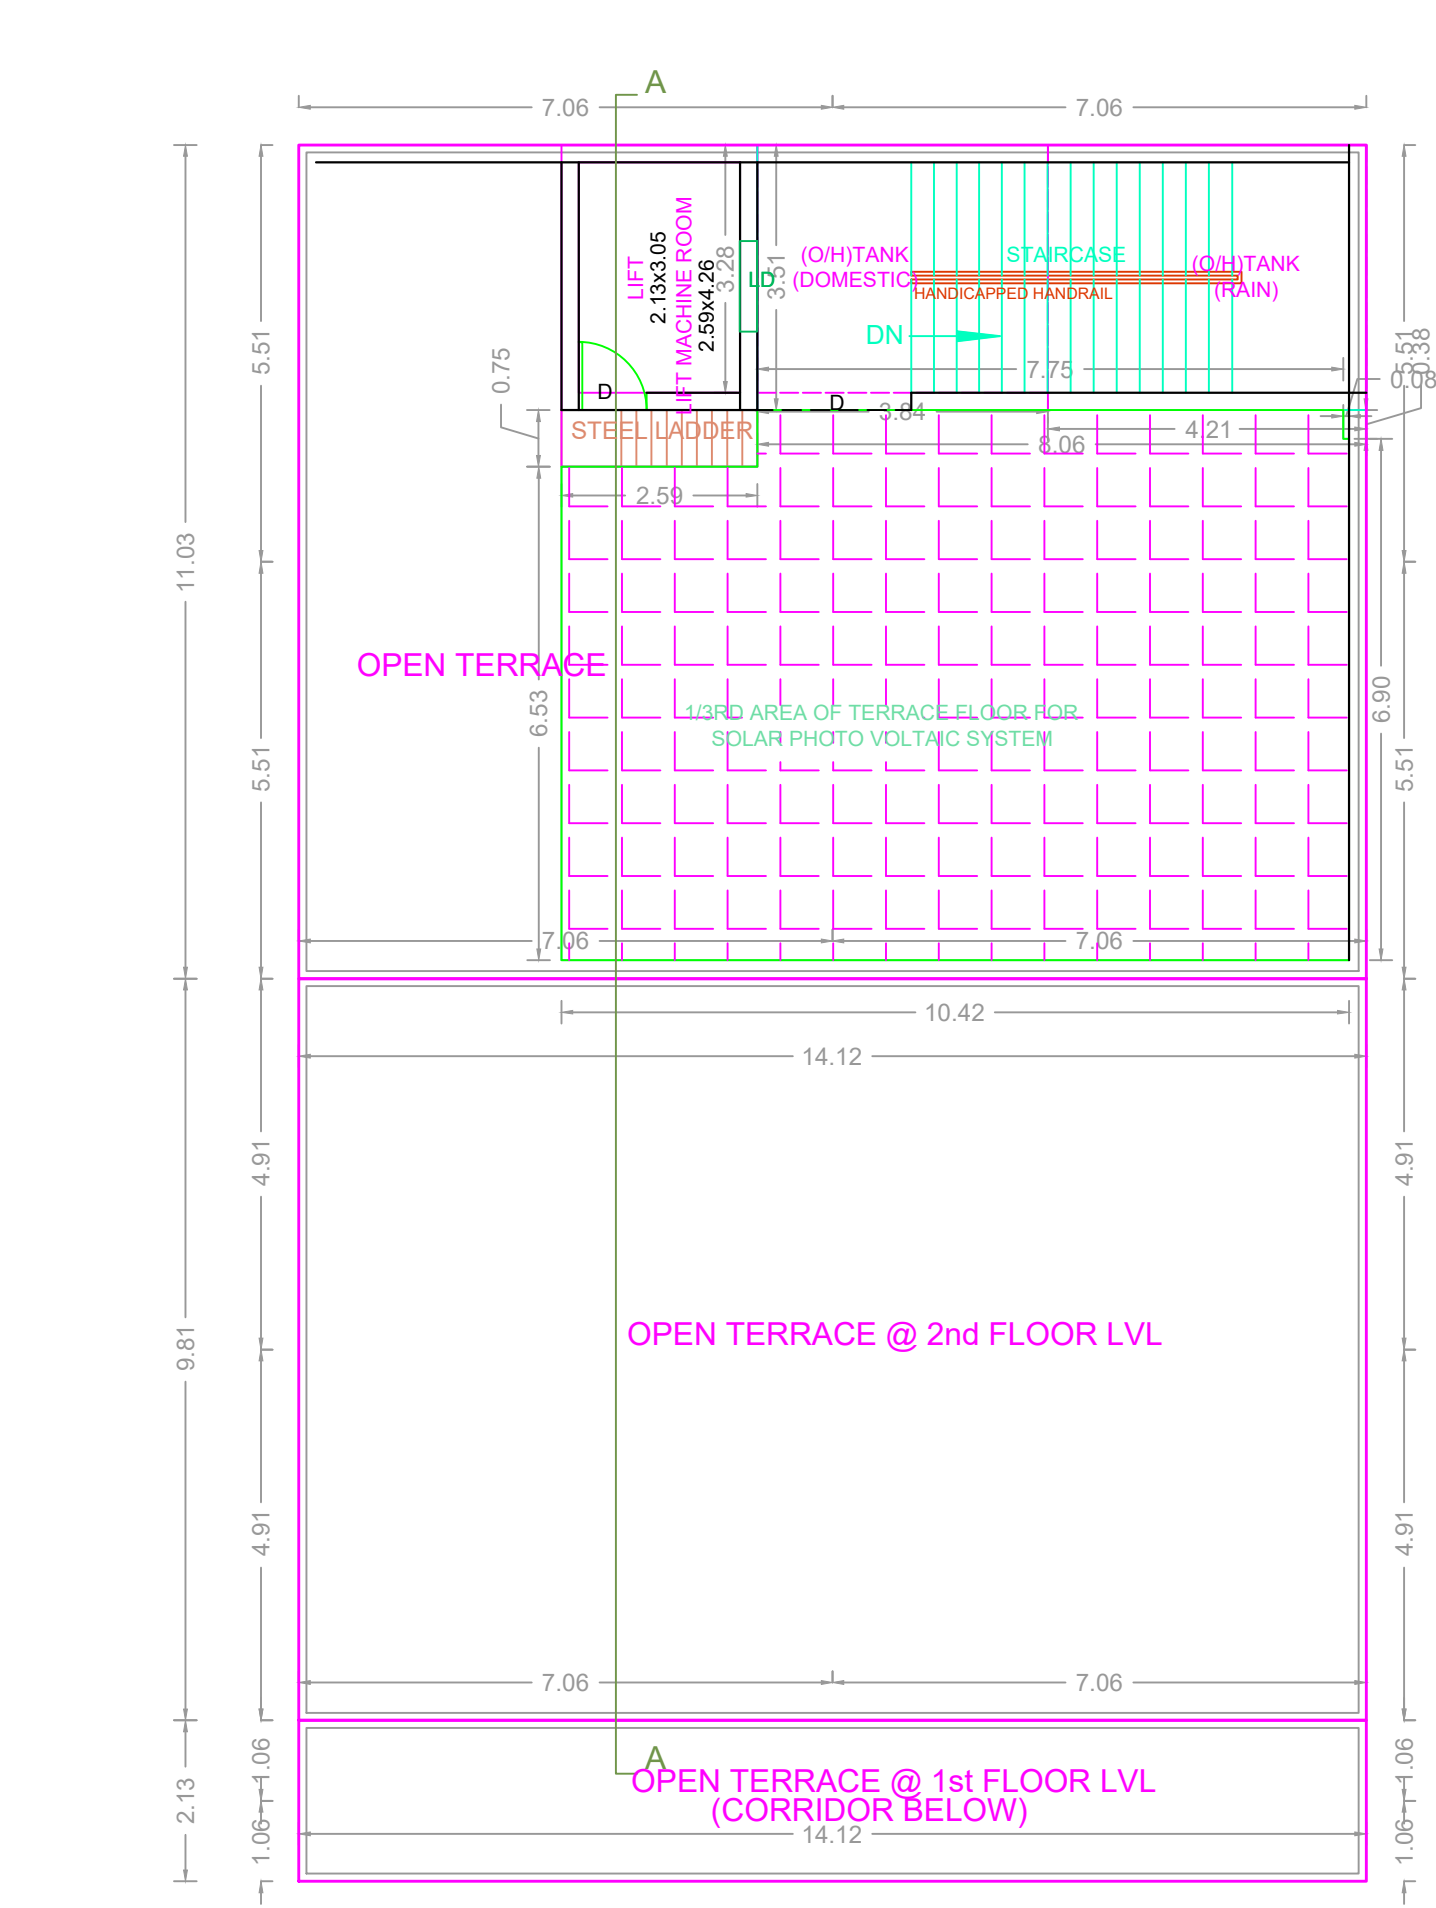 A
7.06
7.06
LIFT
2.13x3.05
LIFT MACHINE ROOM
2.59x4.26
3.28
LD
3.51
(O/H)TANK
(DOMESTIC)
STAIRCASE
(O/H)TANK
(RAIN)
HANDICAPPED HANDRAIL
DN
5.51
5.51
0.38
0.75
7.75
0.08
D
D
3.84
STEEL LADDER
4.21
8.06
2.59
11.03
OPEN TERRACE
6.53
6.90
1/3RD AREA OF TERRACE FLOOR FOR
SOLAR PHOTO VOLTAIC SYSTEM
5.51
5.51
7.06
7.06
10.42
14.12
4.91
4.91
OPEN TERRACE @ 2nd FLOOR LVL
9.81
4.91
4.91
7.06
7.06
A
1.06
1.06
OPEN TERRACE @ 1st FLOOR LVL
(CORRIDOR BELOW)
2.13
14.12
1.06
1.06